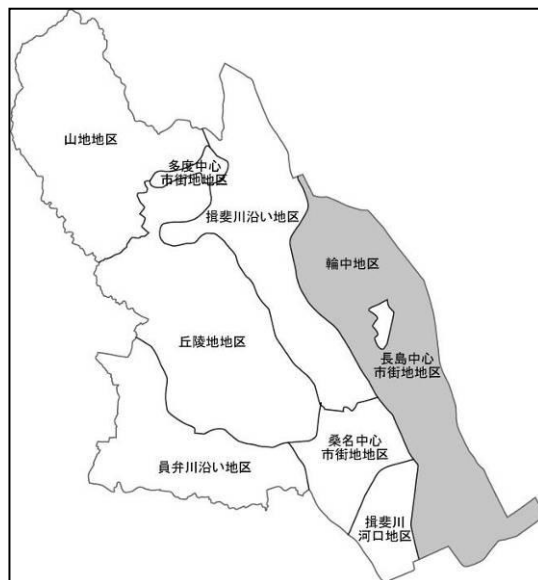 山地地区
多度中心
市街地地区
揖斐川沿い地区
輪中地区
丘陵地地区
長島中心
市街地地区
桑名中心
市街地地区
員弁川沿い地区
揖斐川
河口地区